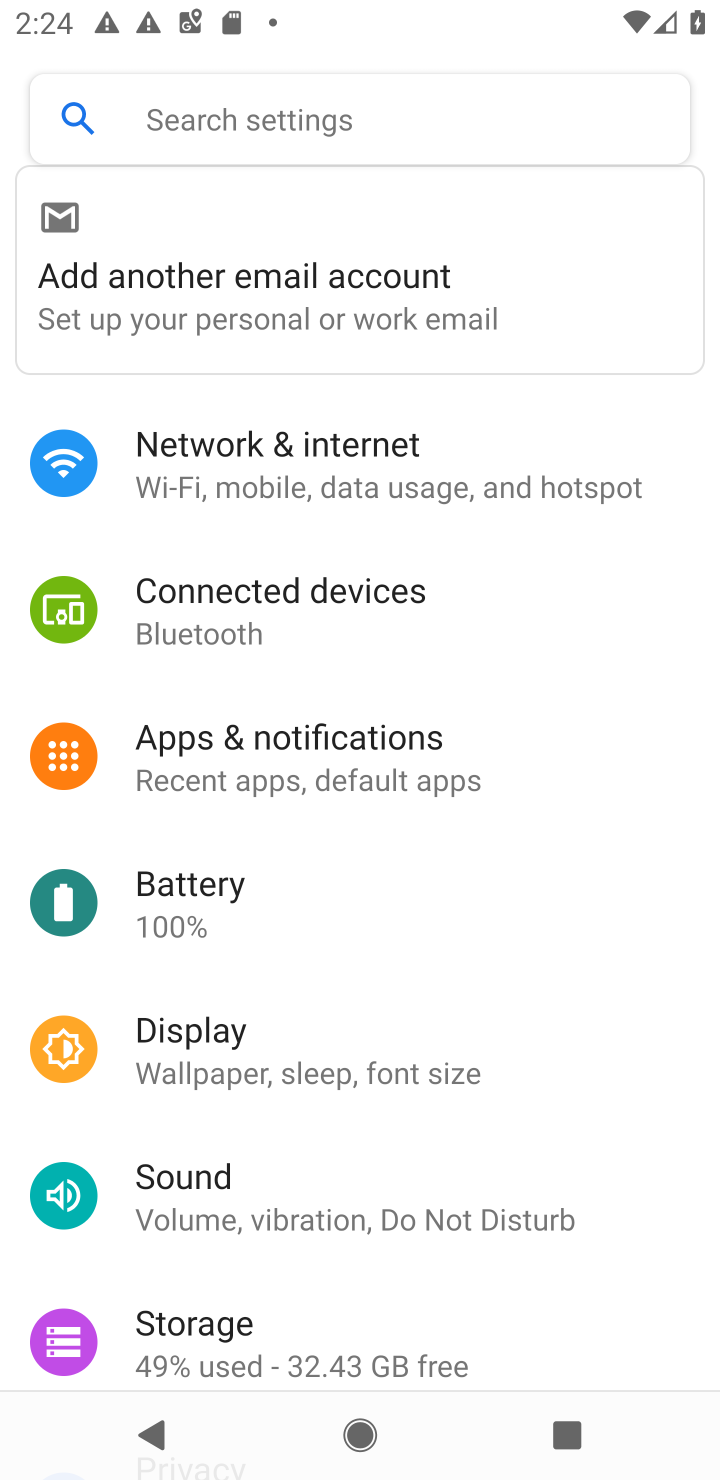 2:24
Search settings
Add another email account
Set up your personal or work email
Network & internet
Wi-Fi, mobile, data usage, and hotspot
Connected devices
Bluetooth
Apps & notifications
Recent apps, default apps
Battery
100%
Display
Wallpaper, sleep, font size
Sound
Volume, vibration, Do Not Disturb
Storage
49% used - 32.43 GB free
Privacy